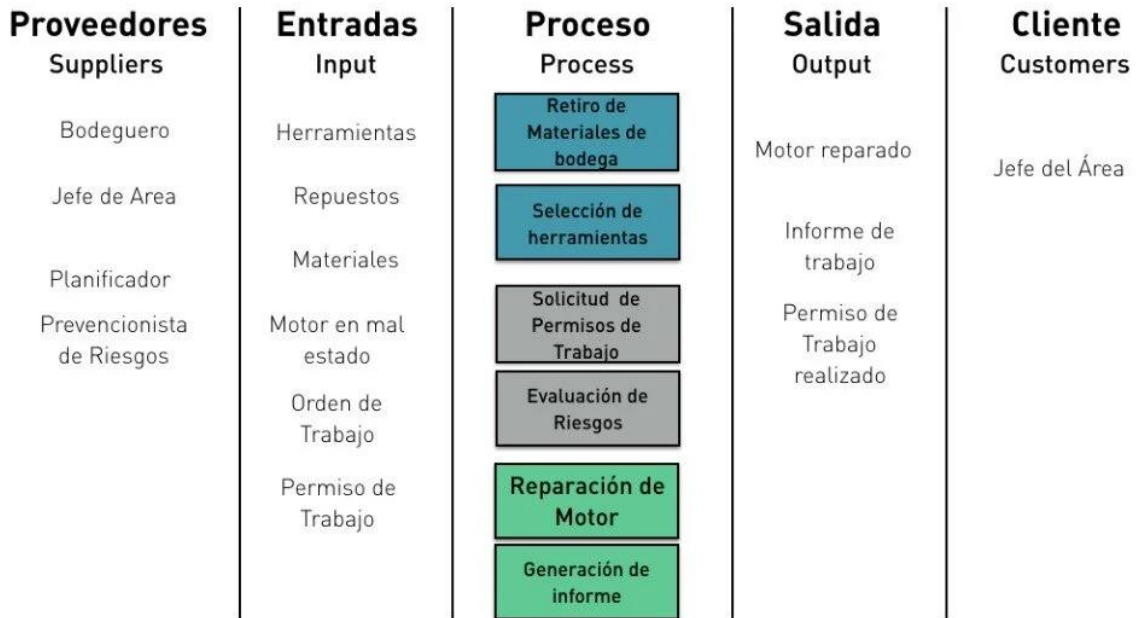 Proveedores
Suppliers
Bodeguero
Jefe de Area
Planificador
Prevencionista
de Riesgos
Entradas
Input
Herramientas
Repuestos
Materiales
Motor en mal
estado
Orden de
Trabajo
Permiso de
Trabajo
Proceso
Process
Retiro de
Materiales de
bodega
Selección de
herramientas
Solicitud de
Permisos de
Trabajo
Evaluación de
Riesgos
Reparación de
Motor
Generación de
informe
Salida
Output
Motor reparado
Informe de
trabajo
Permiso de
Trabajo
realizado
Cliente
Customers
Jefe del Área